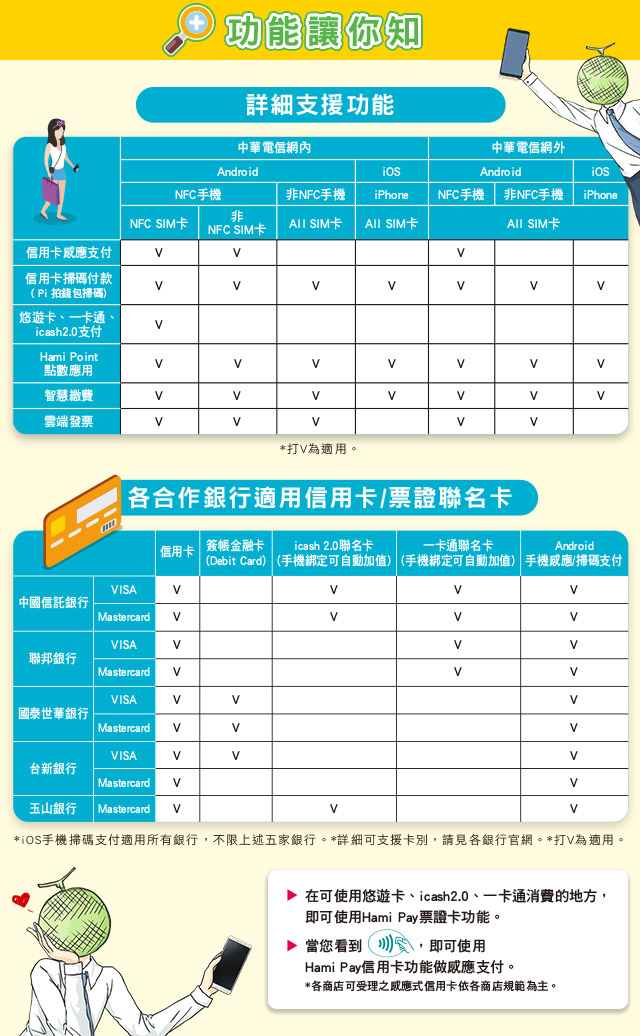 功能讓你知
詳細支援功能
中華電信網內 中華電信網外
Android iOS Android iOS
NFC手機 非NFC手機 iPhone NFC手機 非NFC手機 iPhone
NFC SIM卡 非 NFC SIM卡 All SIM卡 All SIM卡 All SIM卡
信用卡感應支付 V V V
信用卡掃碼付款
( Pi 拍錢包掃碼) V V V V V V V
悠遊卡、一卡通、
icash2.0支付 V
Hami Point
點數應用 V V V V V V V
智慧繳費 V V V V V V V
雲端發票 V V V V V
*打V為適用。
各合作銀行適用信用卡/票證聯名卡
信用卡 簽帳金融卡 icash 2.0聯名卡 一卡通聯名卡 Android
(Debit Card) (手機綁定可自動加值) (手機綁定可自動加值) 手機感應/掃碼支付
中國信託銀行 VISA V V V V
Mastercard V V V V
聯邦銀行 VISA V V V
Mastercard V V V
國泰世華銀行 VISA V V V
Mastercard V V V
台新銀行 VISA V V V
Mastercard V V
玉山銀行 Mastercard V V V
*iOS手機掃碼支付適用所有銀行，不限上述五家銀行。*詳細可支援卡別，請見各銀行官網。*打V為適用。
▶ 在可使用悠遊卡、icash2.0、一卡通消費的地方，
即可使用Hami Pay票證卡功能。
▶ 當您看到 ，即可使用
Hami Pay信用卡功能做感應支付。
*各商店可受理之感應式信用卡依各商店規範為主。